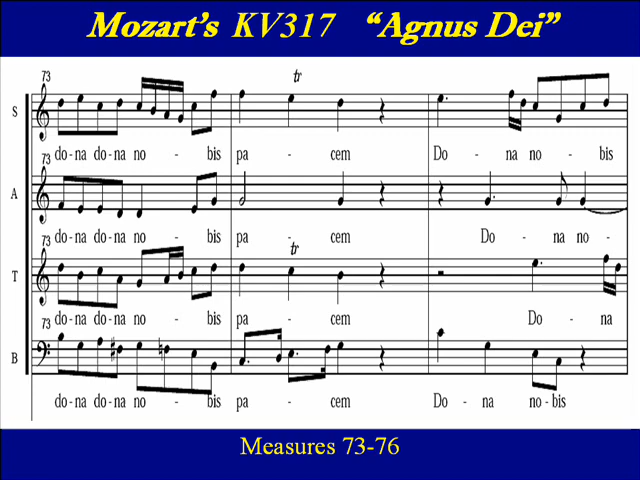 Mozart's KV317 “Agnus Dei”
73
tr
S
do-na do-na no - bis pa - cem Do - na no - bis
73
A
do-na do-na no - bis pa - cem Do - na no -
tr
T
do-na do-na no - bis pa - cem Do - na
73
B
do-na do-na no - bis pa - cem Do - na no-bis
Measures 73-76